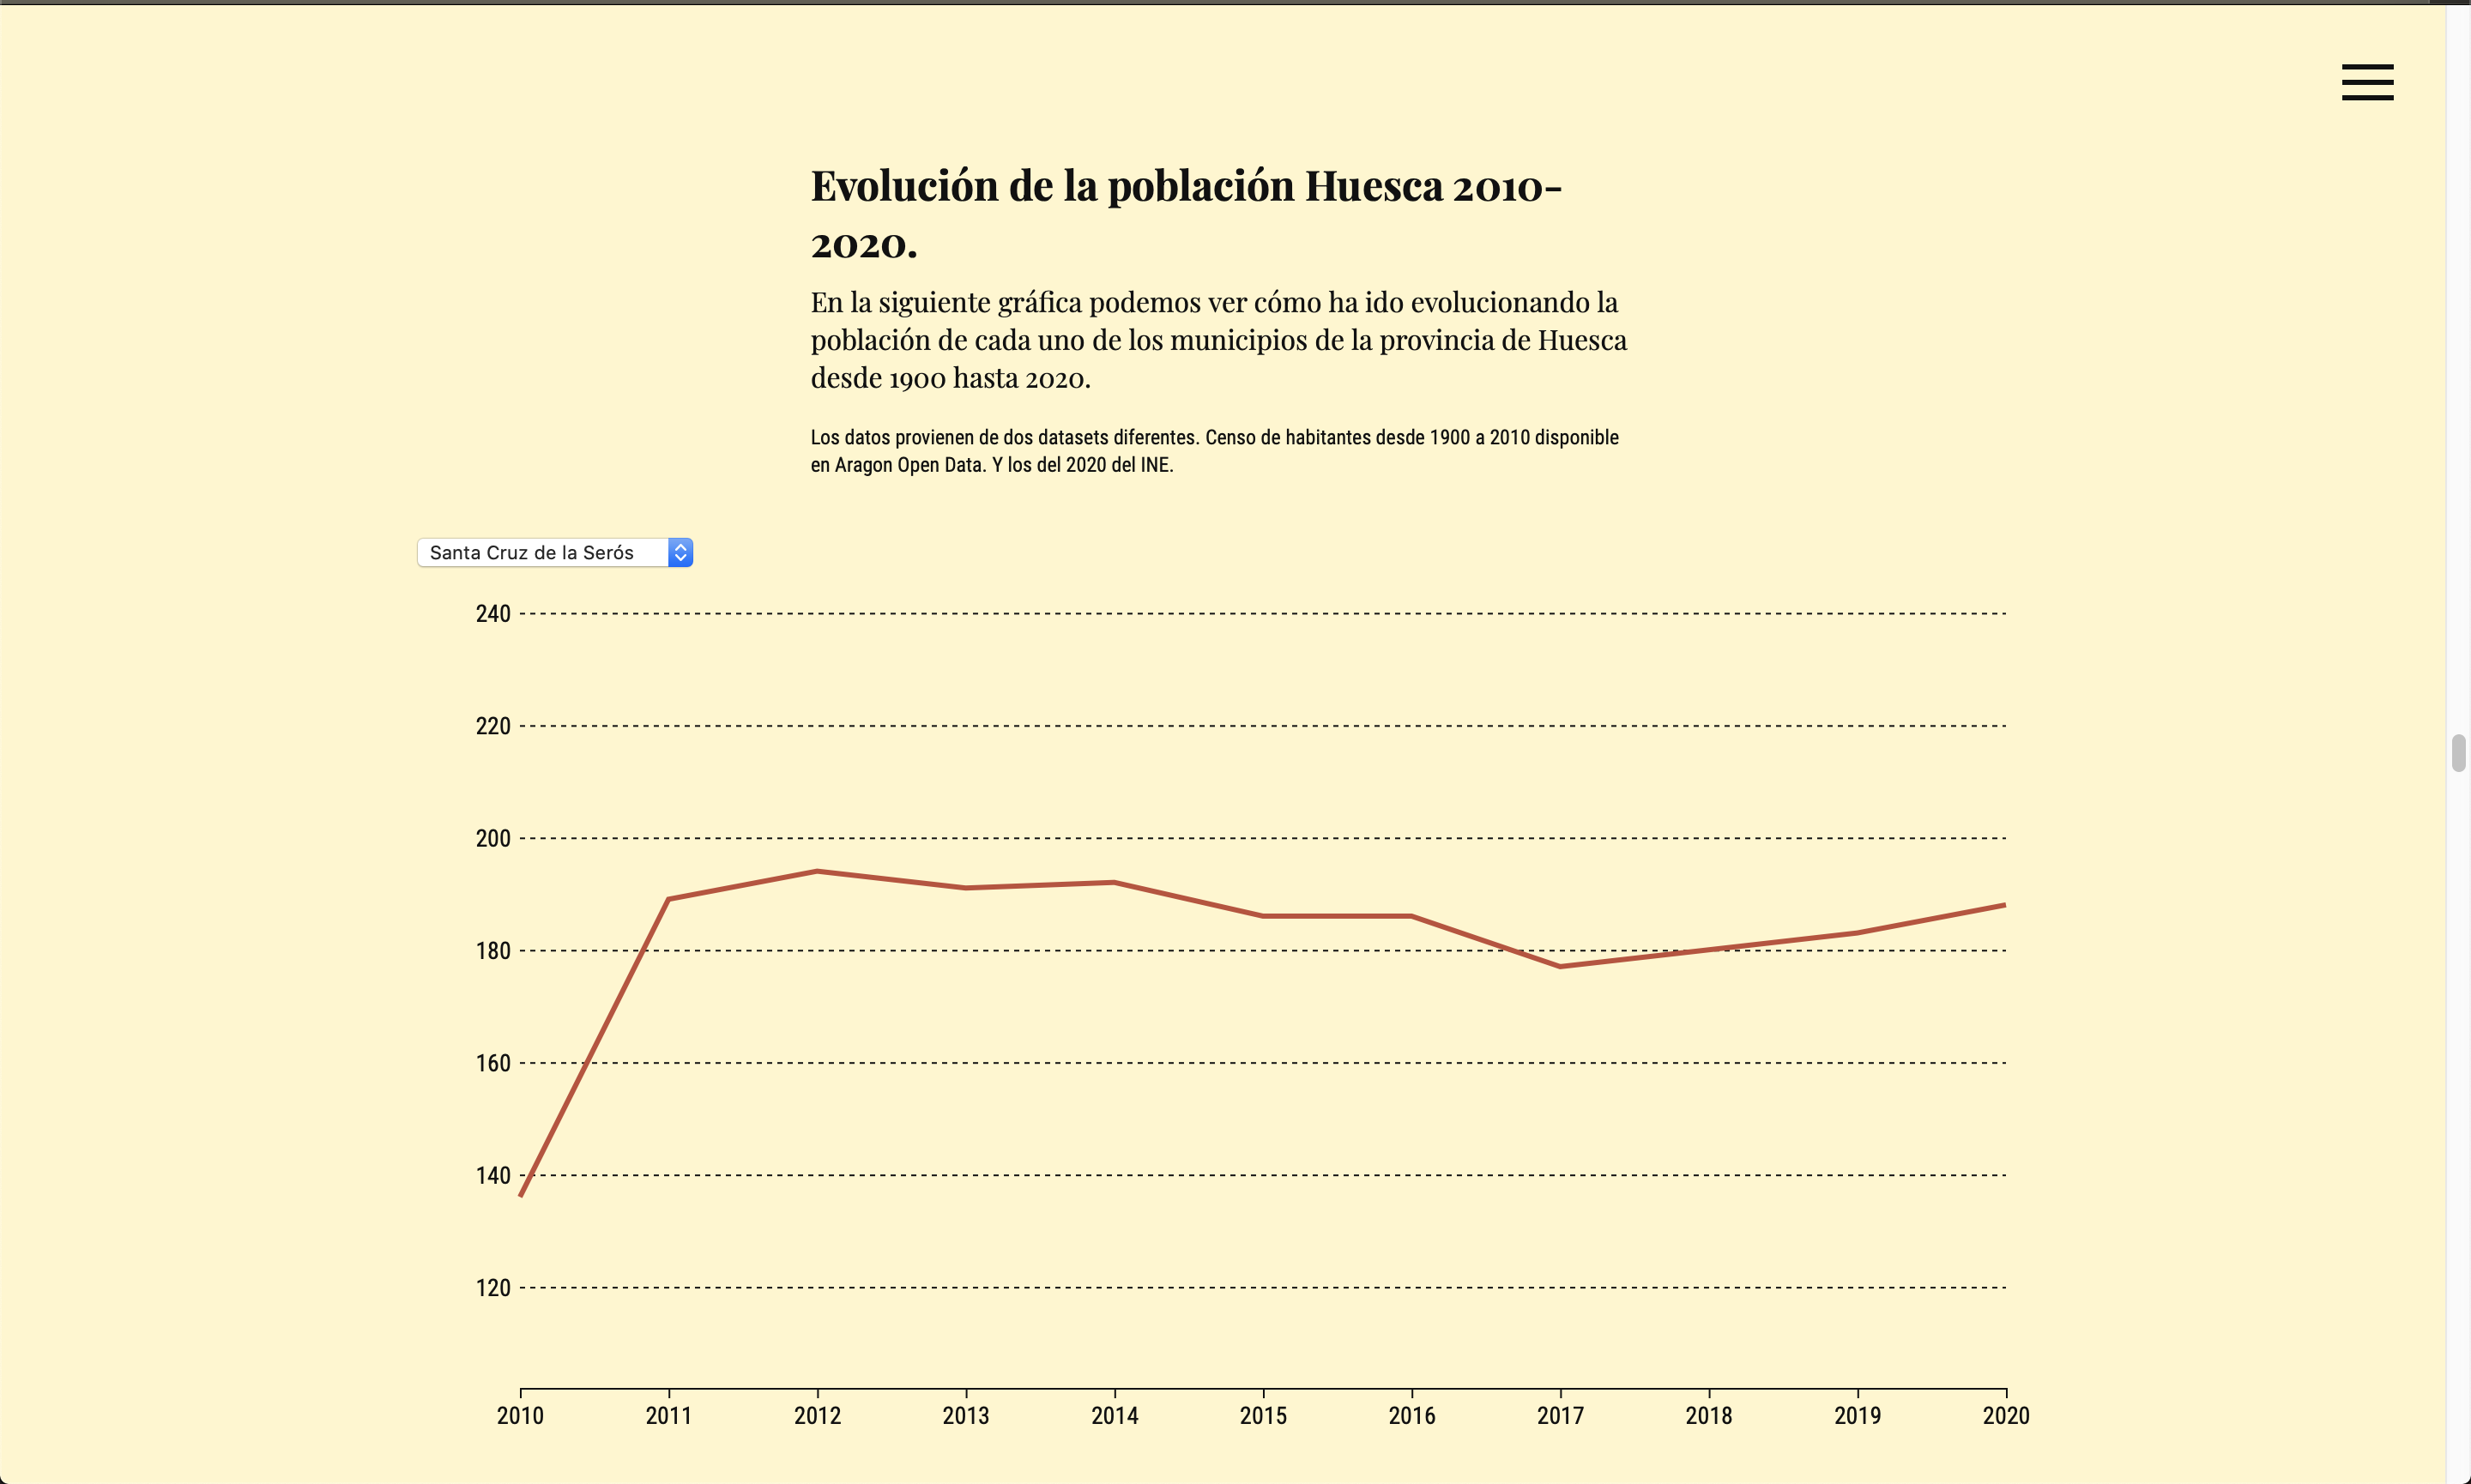 Evolución de la población Huesca 2010-
2020.
En la siguiente gráfica podemos ver cómo ha ido evolucionando la
población de cada uno de los municipios de la provincia de Huesca
desde 1900 hasta 2020.
Los datos provienen de dos datasets diferentes. Censo de habitantes desde 1900 a 2010 disponible
en Aragon Open Data. Y los del 2020 del INE.
Santa Cruz de la Serós
240
220
200
180
160
140
120
2010 2011 2012 2013 2014 2015 2016 2017 2018 2019 2020